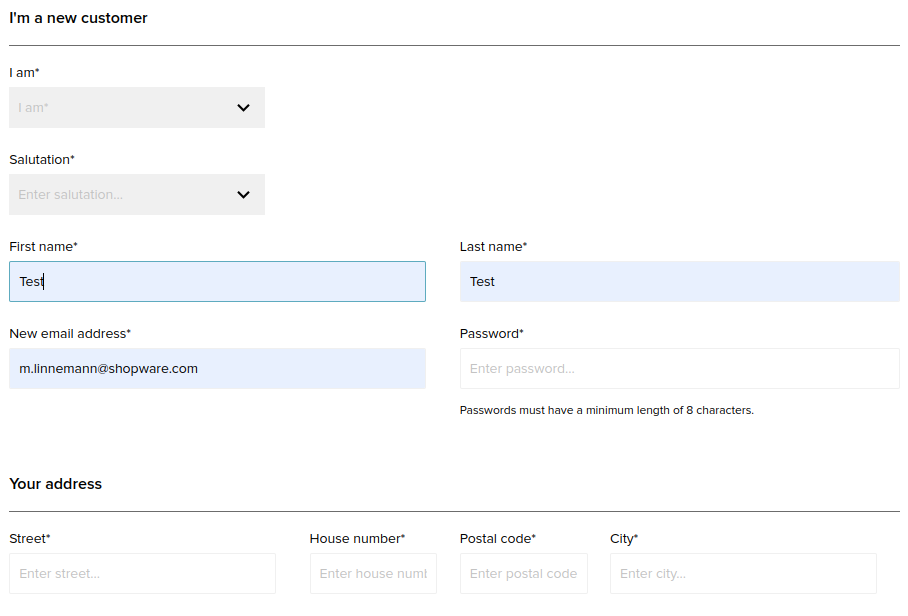 I'm a new customer
I am*
I am*
Salutation*
Enter salutation...
First name* Last name*
Test Test
New email address* Password*
m.linnemann@shopware.com Enter password...
Passwords must have a minimum length of 8 characters.
Your address
Street* House number* Postal code* City*
Enter street... Enter house numb Enter postal code Enter city...